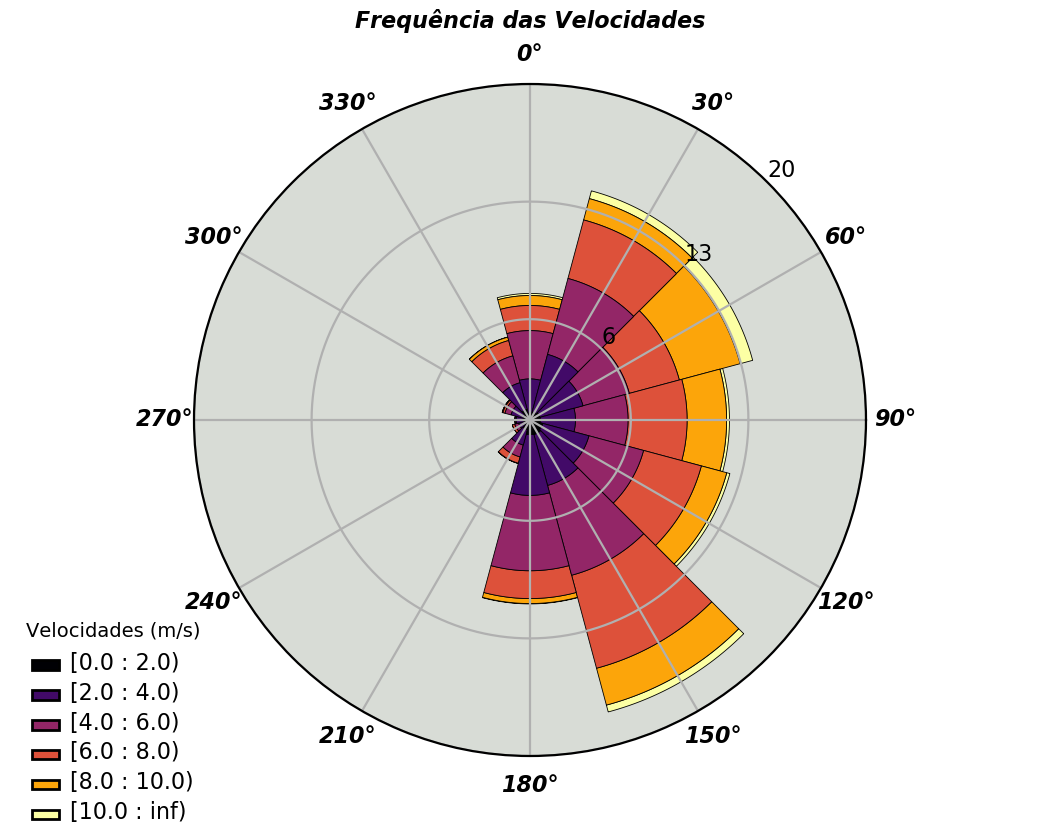 Frequência das Velocidades
0°
330°
30°
20
300°
60°
13
6
270°
90°
240°
120°
210°
150°
180°
Velocidades (m/s)
[0.0 : 2.0)
[2.0 : 4.0)
[4.0 : 6.0)
[6.0 : 8.0)
[8.0 : 10.0)
[10.0 : inf)